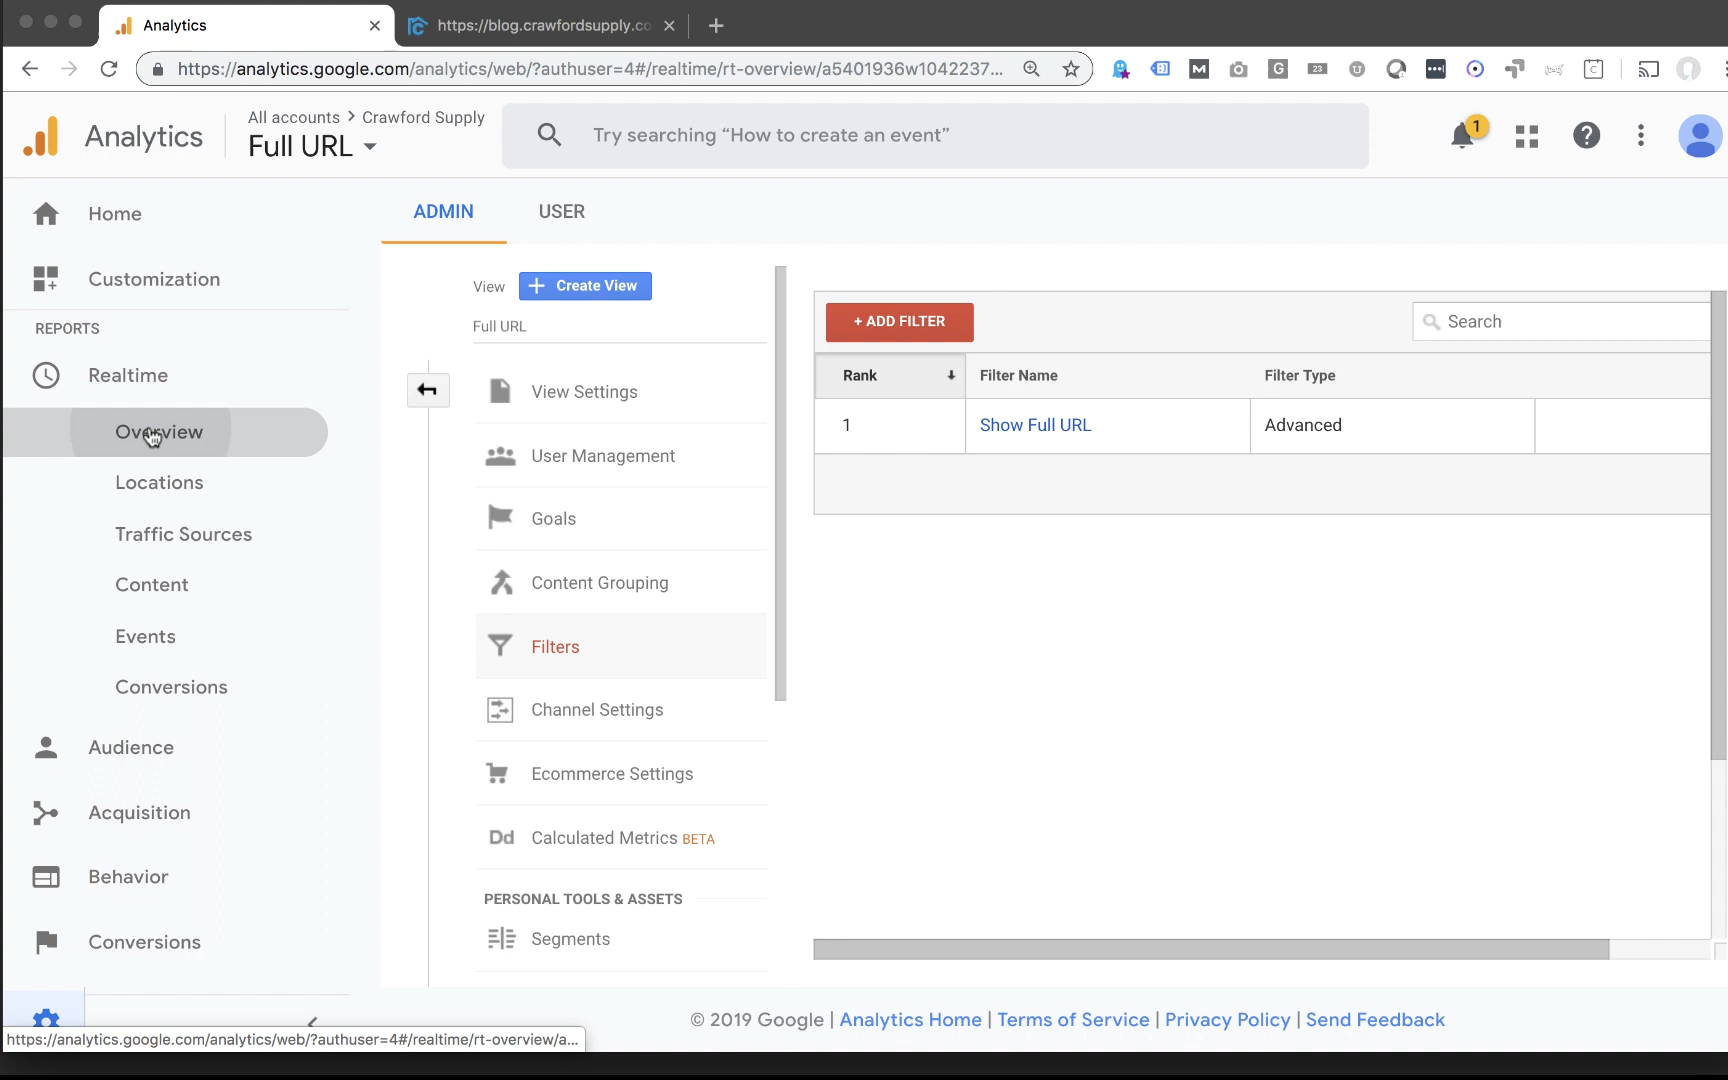 Analytics
https://blog.crawfordsupply.co
https://analytics.google.com/analytics/web/?authuser=4#/realtime/rt-overview/a5401936w1042237...
M
G
23
U
C
Analytics
All accounts > Crawford Supply
Full URL
Try searching “How to create an event”
1
Home
Customization
REPORTS
Realtime
Overview
Locations
Traffic Sources
Content
Events
Conversions
Audience
Acquisition
Behavior
Conversions
ADMIN
USER
View
+ Create View
Full URL
View Settings
User Management
Goals
Content Grouping
Filters
Channel Settings
Ecommerce Settings
Dd Calculated Metrics BETA
PERSONAL TOOLS & ASSETS
Segments
+ ADD FILTER
Search
Rank Filter Name Filter Type
1 Show Full URL Advanced
© 2019 Google | Analytics Home | Terms of Service | Privacy Policy | Send Feedback
https://analytics.google.com/analytics/web/?authuser=4#/realtime/rt-overview/a...